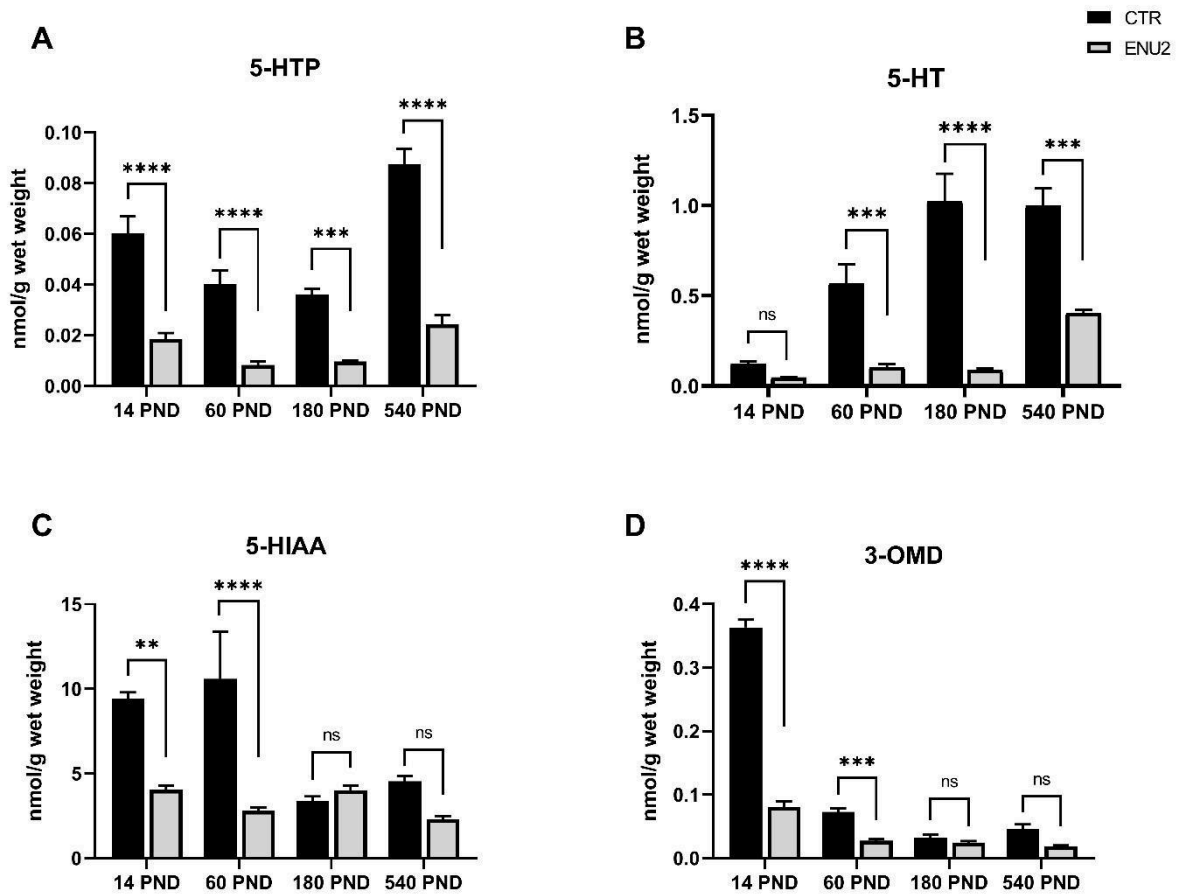 CTR
ENU2
A
5-HTP
nmol/g wet weight
0.10
0.08
0.06
0.04
0.02
0.00
****
****
***
****
14 PND 60 PND 180 PND 540 PND
B
5-HT
nmol/g wet weight
1.5
1.0
0.5
0.0
ns
***
****
***
14 PND 60 PND 180 PND 540 PND
C
5-HIAA
nmol/g wet weight
15
10
5
0
**
****
ns
ns
14 PND 60 PND 180 PND 540 PND
D
3-OMD
nmol/g wet weight
0.4
0.3
0.2
0.1
0.0
****
***
ns
ns
14 PND 60 PND 180 PND 540 PND